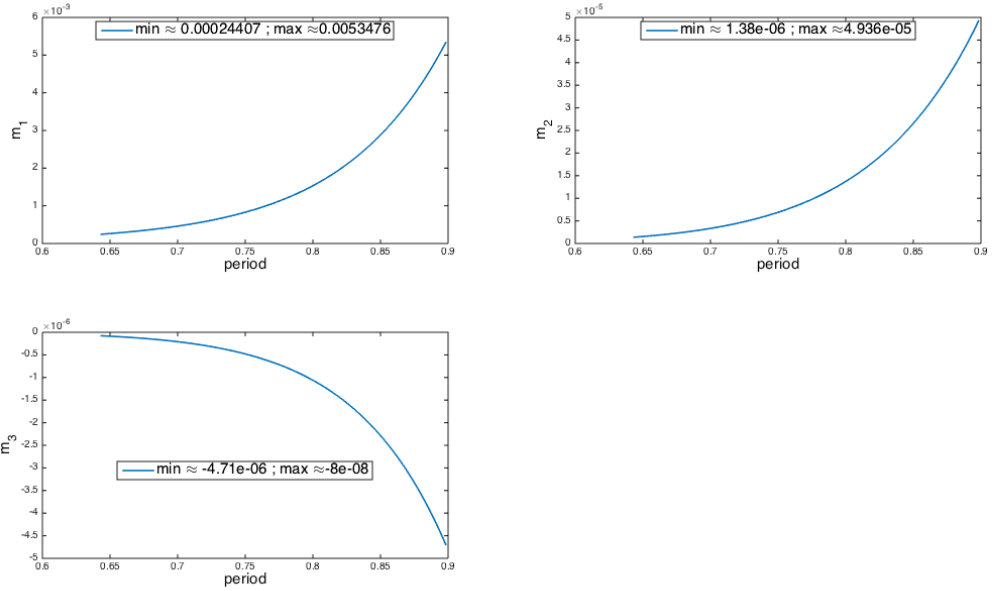 ×10⁻³
min ≈ 0.00024407 ; max ≈0.0053476
6
5
4
3
2
1
0
m₁
0.6 0.65 0.7 0.75 0.8 0.85 0.9
period
×10⁻⁵
min ≈ 1.38e-06 ; max ≈4.936e-05
5
4.5
4
3.5
3
2.5
2
1.5
1
0.5
0
m₂
0.6 0.65 0.7 0.75 0.8 0.85 0.9
period
×10⁻⁶
0
-0.5
-1
-1.5
-2
-2.5
-3
-3.5
-4
-4.5
-5
m₃
min ≈ -4.71e-06 ; max ≈-8e-08
0.6 0.65 0.7 0.75 0.8 0.85 0.9
period